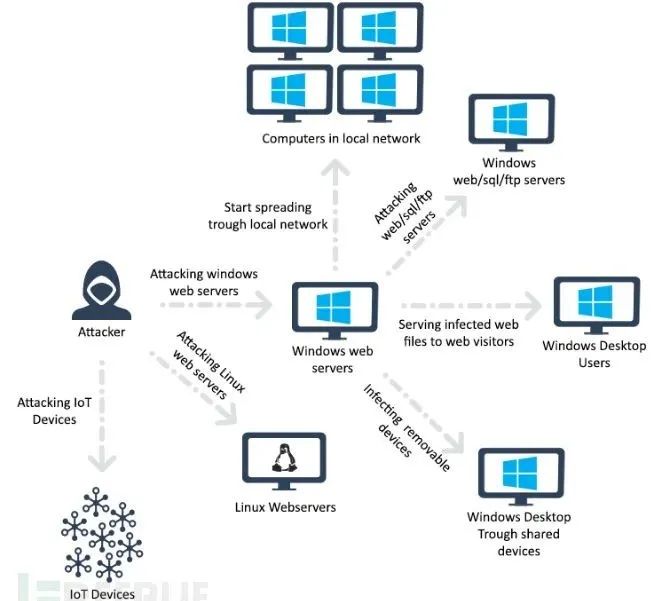 Computers in local network
Windows
web/sql/ftp servers
Start spreading
trough local network
Attacking
web/sql/ftp
servers
Attacking windows
web servers
Attacker
Windows web
servers
Serving infected web
files to web visitors
Windows Desktop
Users
Attacking Linux
web servers
Attacking IoT
Devices
Infecting removable
devices
Linux Webservers
Windows Desktop
Trough shared
devices
IoT Devices